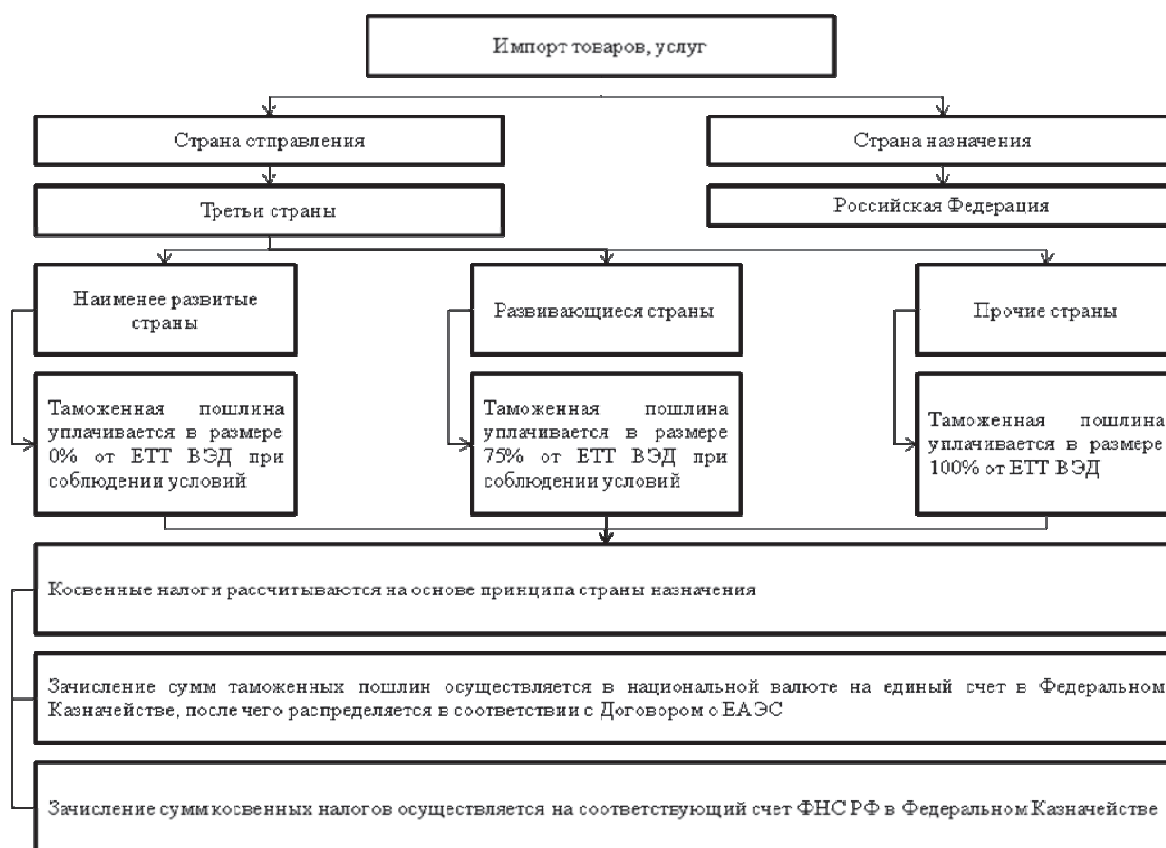 Импорт товаров, услуг
Страна отправления
Страна назначения
Третьи страны
Российская Федерация
Наименее развитые
страны
Развивающиеся страны
Прочие страны
Таможенная пошлина
уплачивается в размере
0% от ЕТТ ВЭД при
соблюдении условий
Таможенная пошлина
уплачивается в размере
75% от ЕТТ ВЭД при
соблюдении условий
Таможенная пошлина
уплачивается в размере
100% от ЕТТ ВЭД
Косвенные налоги рассчитываются на основе принципа страны назначения
Зачисление сумм таможенных пошлин осуществляется в национальной валюте на единый счет в Федеральном
Казначействе, после чего распределяется в соответствии с Договором о ЕАЭС
Зачисление сумм косвенных налогов осуществляется на соответствующий счет ФНС РФ в Федеральном Казначействе